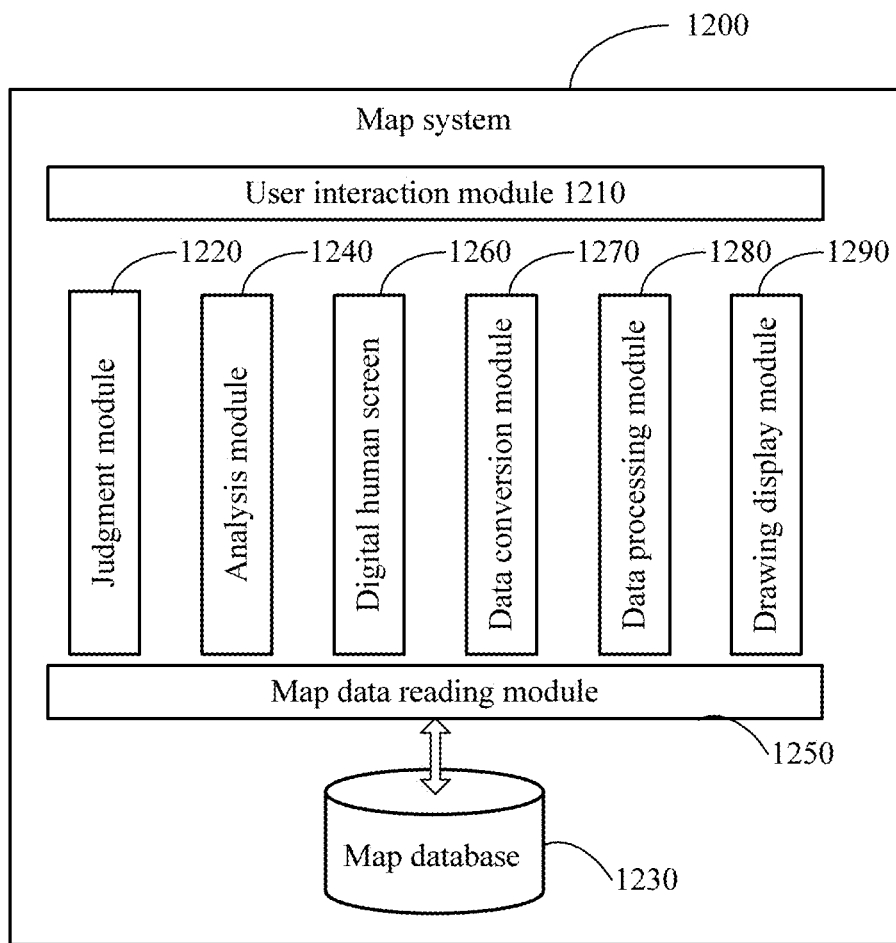 1200
Map system
User interaction module 1210
1220
1240
1260
1270
1280
1290
Judgment module
Analysis module
Digital human screen
Data conversion module
Data processing module
Drawing display module
Map data reading module
1250
Map database
1230